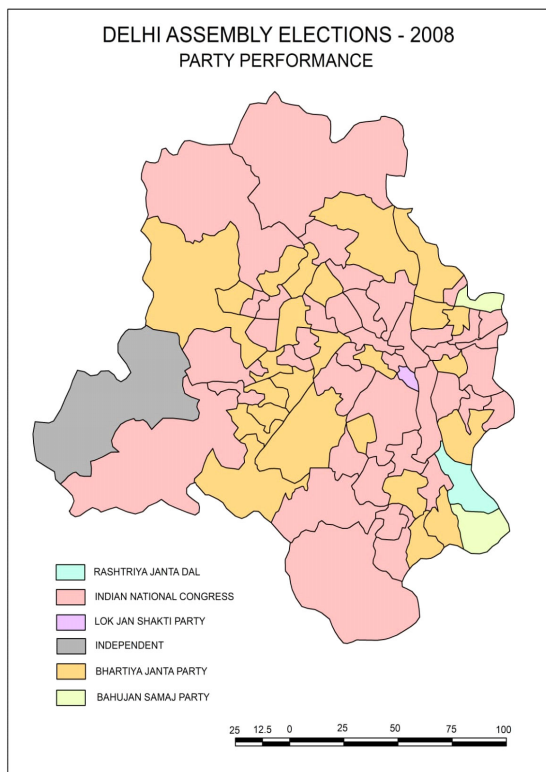 DELHI ASSEMBLY ELECTIONS - 2008
PARTY PERFORMANCE
RASHTRIYA JANTA DAL
INDIAN NATIONAL CONGRESS
LOK JAN SHAKTI PARTY
INDEPENDENT
BHARTIYA JANTA PARTY
BAHUJAN SAMAJ PARTY
25 12.5 0 25 50 75 100